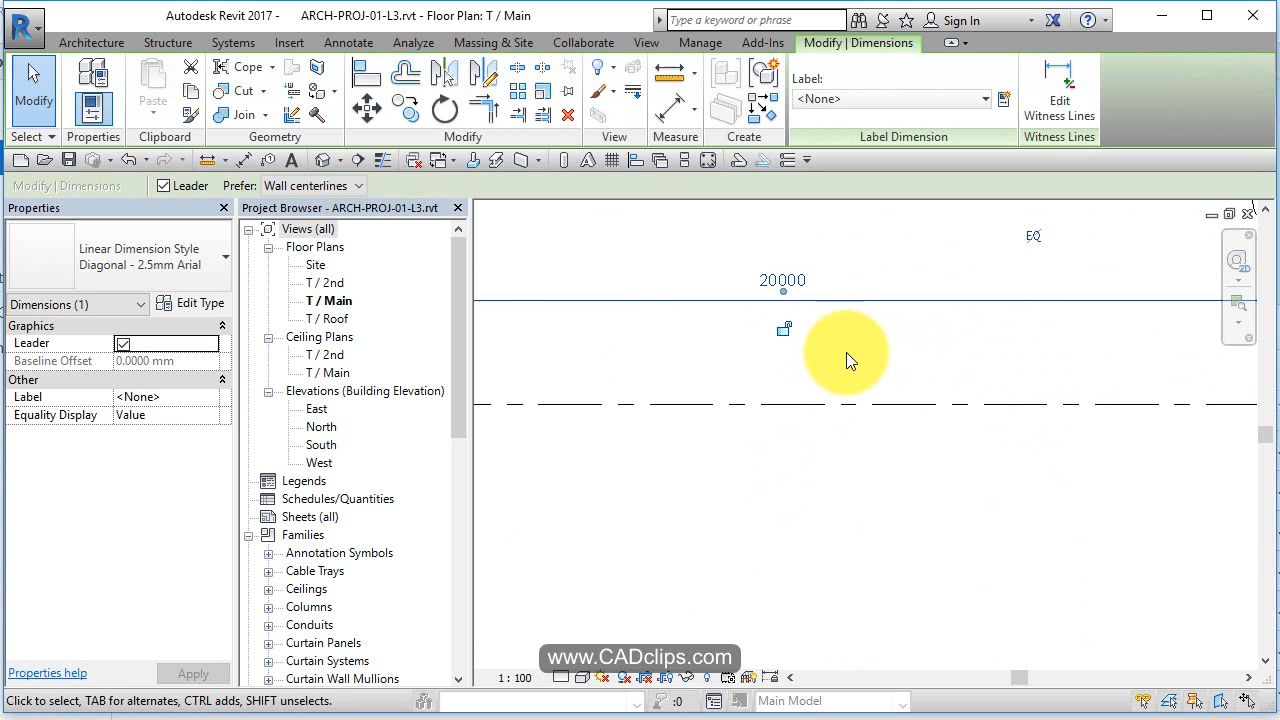 Autodesk Revit 2017 - ARCH-PROJ-01-L3.rvt - Floor Plan: T / Main
Type a keyword or phrase
Sign In
Architecture Structure Systems Insert Annotate Analyze Massing & Site Collaborate View Manage Add-Ins Modify | Dimensions
Modify
Select
Properties
Paste
Clipboard
Cope
Cut
Join
Geometry
Modify
View
Measure
Create
Label:
<None>
Label Dimension
Edit
Witness Lines
Witness Lines
Modify | Dimensions
Leader Prefer: Wall centerlines
Properties
Linear Dimension Style
Diagonal - 2.5mm Arial
Dimensions (1)
Edit Type
Graphics
Leader
Baseline Offset 0.0000 mm
Other
Label <None>
Equality Display Value
Properties help
Apply
Project Browser - ARCH-PROJ-01-L3.rvt
Views (all)
Floor Plans
Site
T / 2nd
T / Main
T / Roof
Ceiling Plans
T / 2nd
T / Main
Elevations (Building Elevation)
East
North
South
West
Legends
Schedules/Quantities
Sheets (all)
Families
Annotation Symbols
Cable Trays
Ceilings
Columns
Conduits
Curtain Panels
Curtain Systems
Curtain Wall Mullions
EQ
20000
2D
www.CADclips.com
1 : 100
Click to select, TAB for alternates, CTRL adds, SHIFT unselects.
:0
Main Model